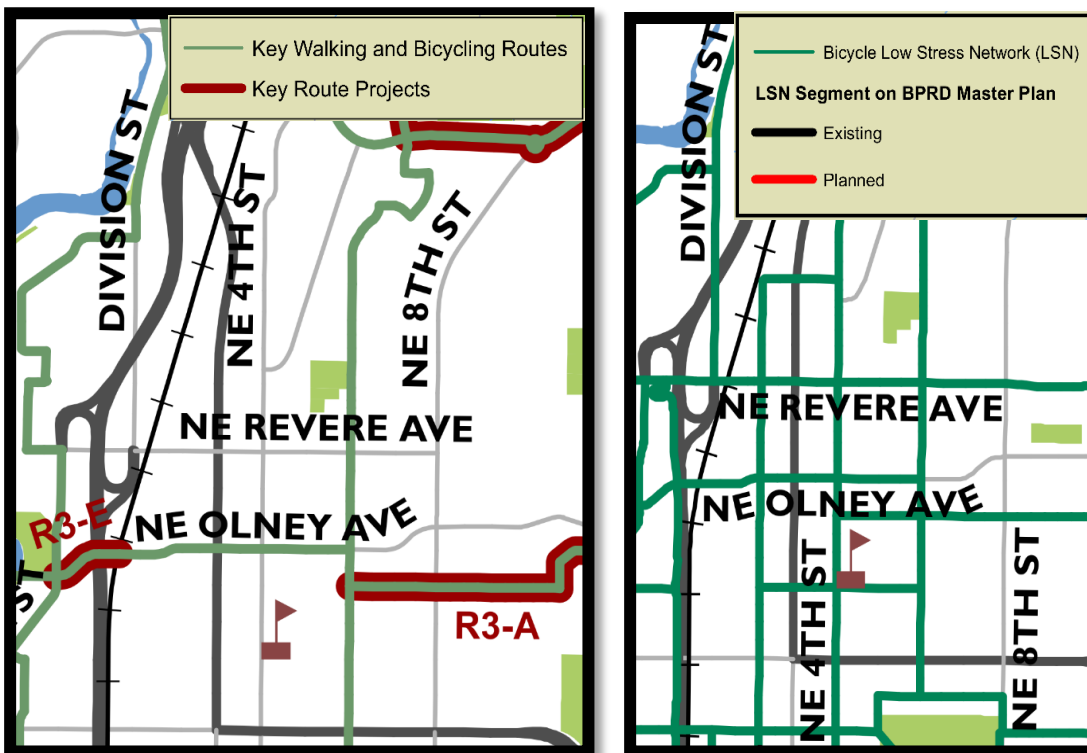 Key Walking and Bicycling Routes
Key Route Projects
DIVISION ST
NE 4TH ST
NE 8TH ST
NE REVERE AVE
R3-E
NE OLNEY AVE
ST
R3-A
Bicycle Low Stress Network (LSN)
LSN Segment on BPRD Master Plan
Existing
Planned
DIVISION ST
NE REVERE AVE
NE OLNEY AVE
NE 4TH ST
NE 8TH ST